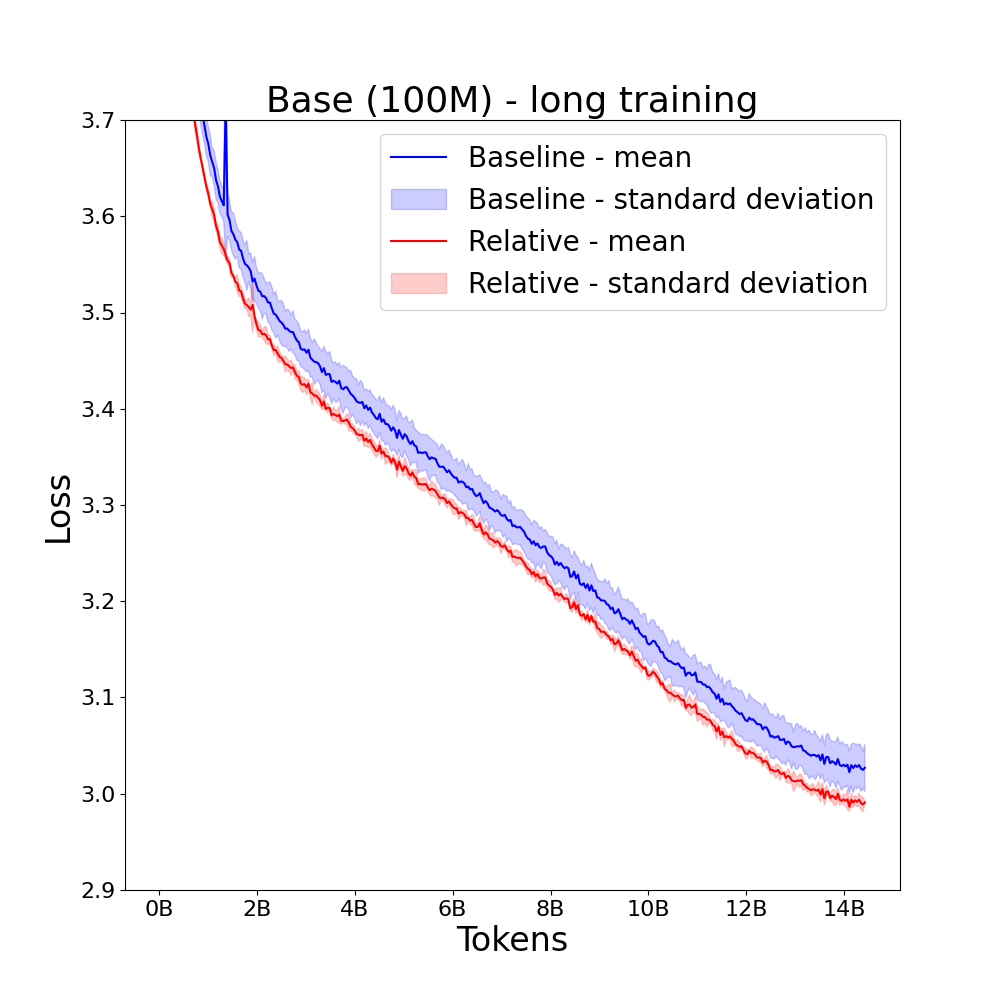 Base (100M) - long training
3.7
3.6
3.5
3.4
3.3
3.2
3.1
3.0
2.9
Loss
Baseline - mean
Baseline - standard deviation
Relative - mean
Relative - standard deviation
0B 2B 4B 6B 8B 10B 12B 14B
Tokens